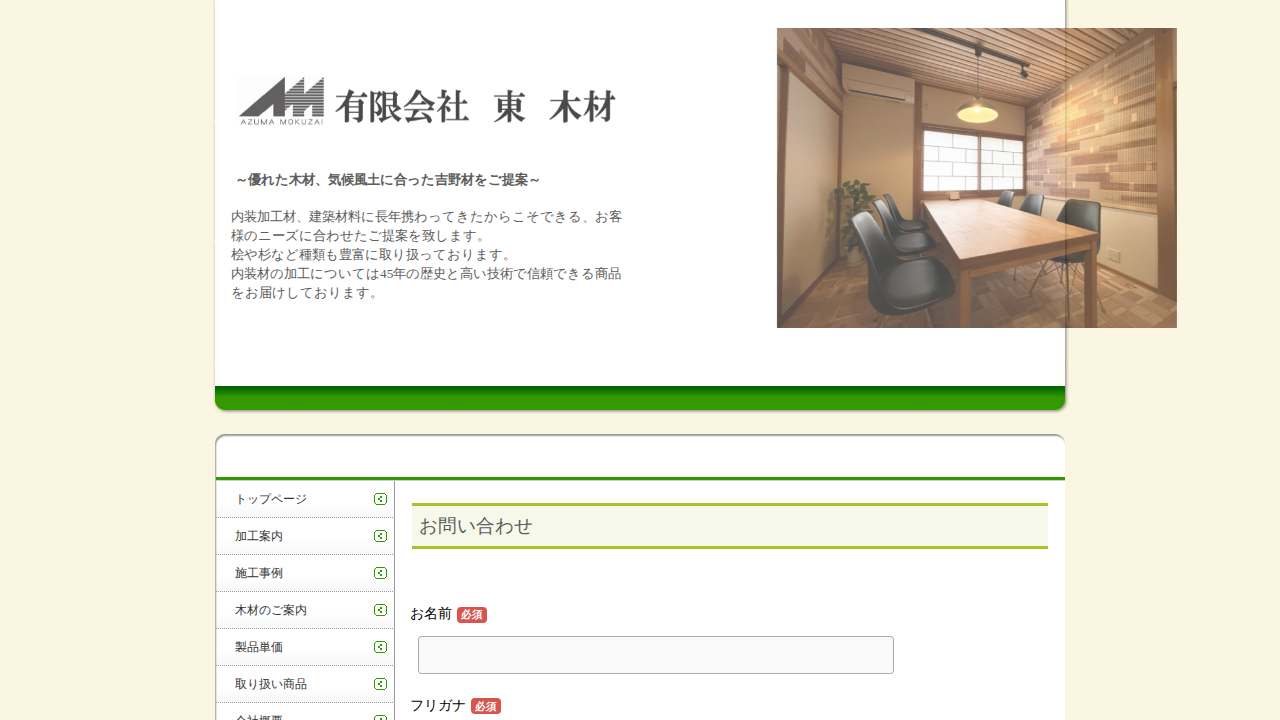 AZUMA MOKUZAI
有限会社 東 木材
～優れた木材、気候風土に合った吉野材をご提案～
内装加工材、建築材料に長年携わってきたからこそできる、お客
様のニーズに合わせたご提案を致します。
桧や杉など種類も豊富に取り扱っております。
内装材の加工については45年の歴史と高い技術で信頼できる商品
をお届けしております。
トップページ
加工案内
施工事例
木材のご案内
製品単価
取り扱い商品
会社概要
お問い合わせ
お名前 必須
フリガナ 必須